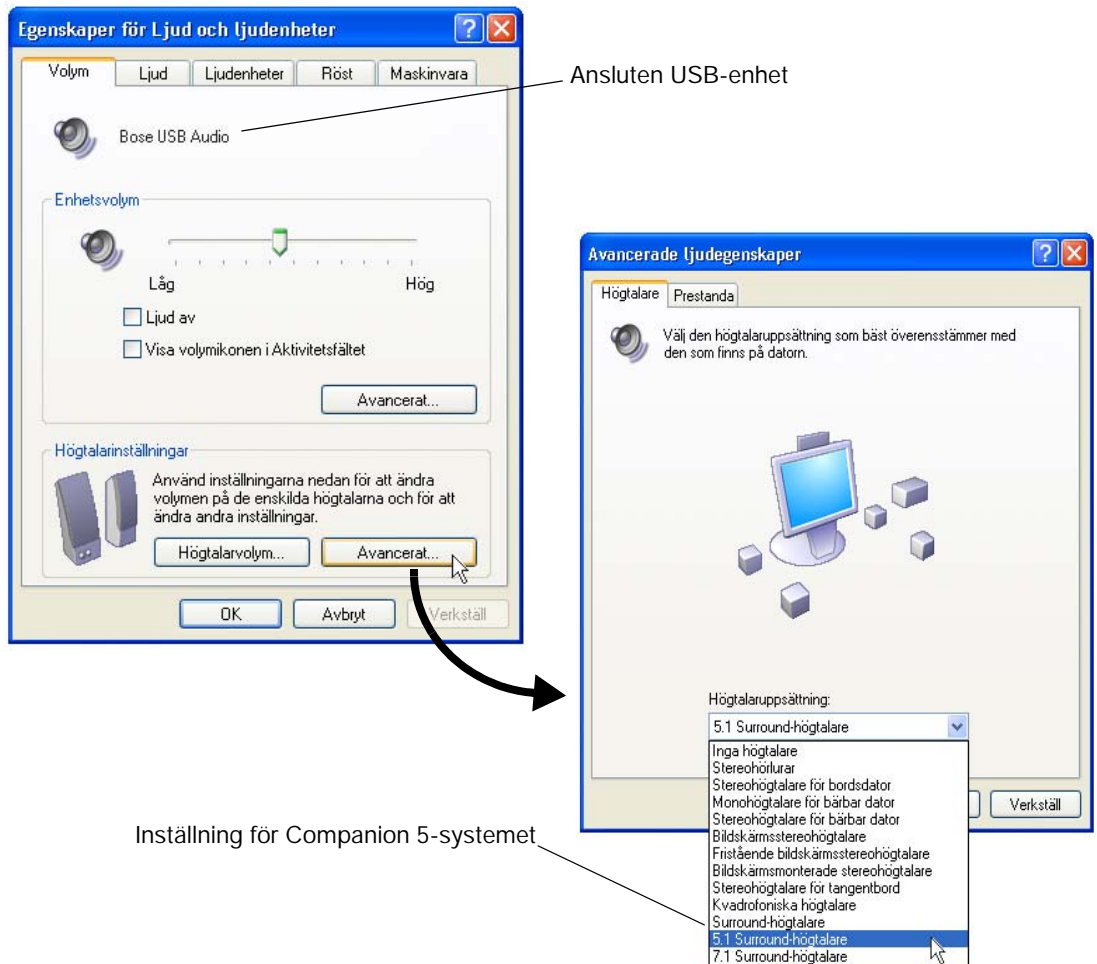 Egenskaper för Ljud och ljudenheter
Volym
Ljud
Ljudenheter
Röst
Maskinvara
Ansluten USB-enhet
Bose USB Audio
Enhetsvolym
Låg
Hög
Ljud av
Visa volymikonen i Aktivitetsfältet
Avancerat...
Högtalarinställningar
Använd inställningarna nedan för att ändra
volymen på de enskilda högtalarna och för att
ändra andra inställningar.
Högtalarvolym...
Avancerat...
OK
Avbryt
Verkställ
Avancerade ljudegenskaper
Högtalare
Prestanda
Välj den högtalaruppsättning som bäst överensstämmer med
den som finns på datorn.
Högtalaruppsättning:
5.1 Surround-högtalare
Inga högtalare
Stereohörlurar
Stereohögtalare för bordsdator
Monohögtalare för bärbar dator
Stereohögtalare för bärbar dator
Bildskärmsstereohögtalare
Fristående bildskärmsstereohögtalare
Bildskärmsmonterade stereohögtalare
Stereohögtalare för tangentbord
Kvadrofoniska högtalare
Surround-högtalare
5.1 Surround-högtalare
7.1 Surround-högtalare
Verkställ
Inställning för Companion 5-systemet